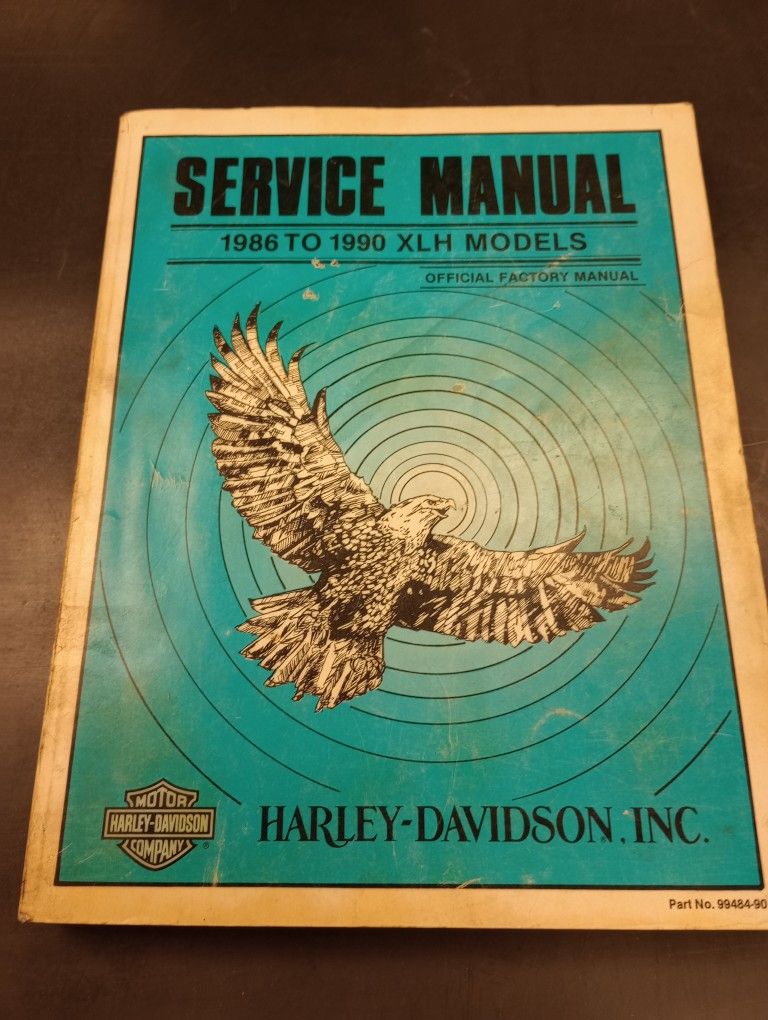 SERVICE MANUAL
1986 TO 1990 XLH MODELS
OFFICIAL FACTORY MANUAL
MOTOR
HARLEY-DAVIDSON
COMPANY
®
HARLEY-DAVIDSON, INC.
Part No. 99484-90